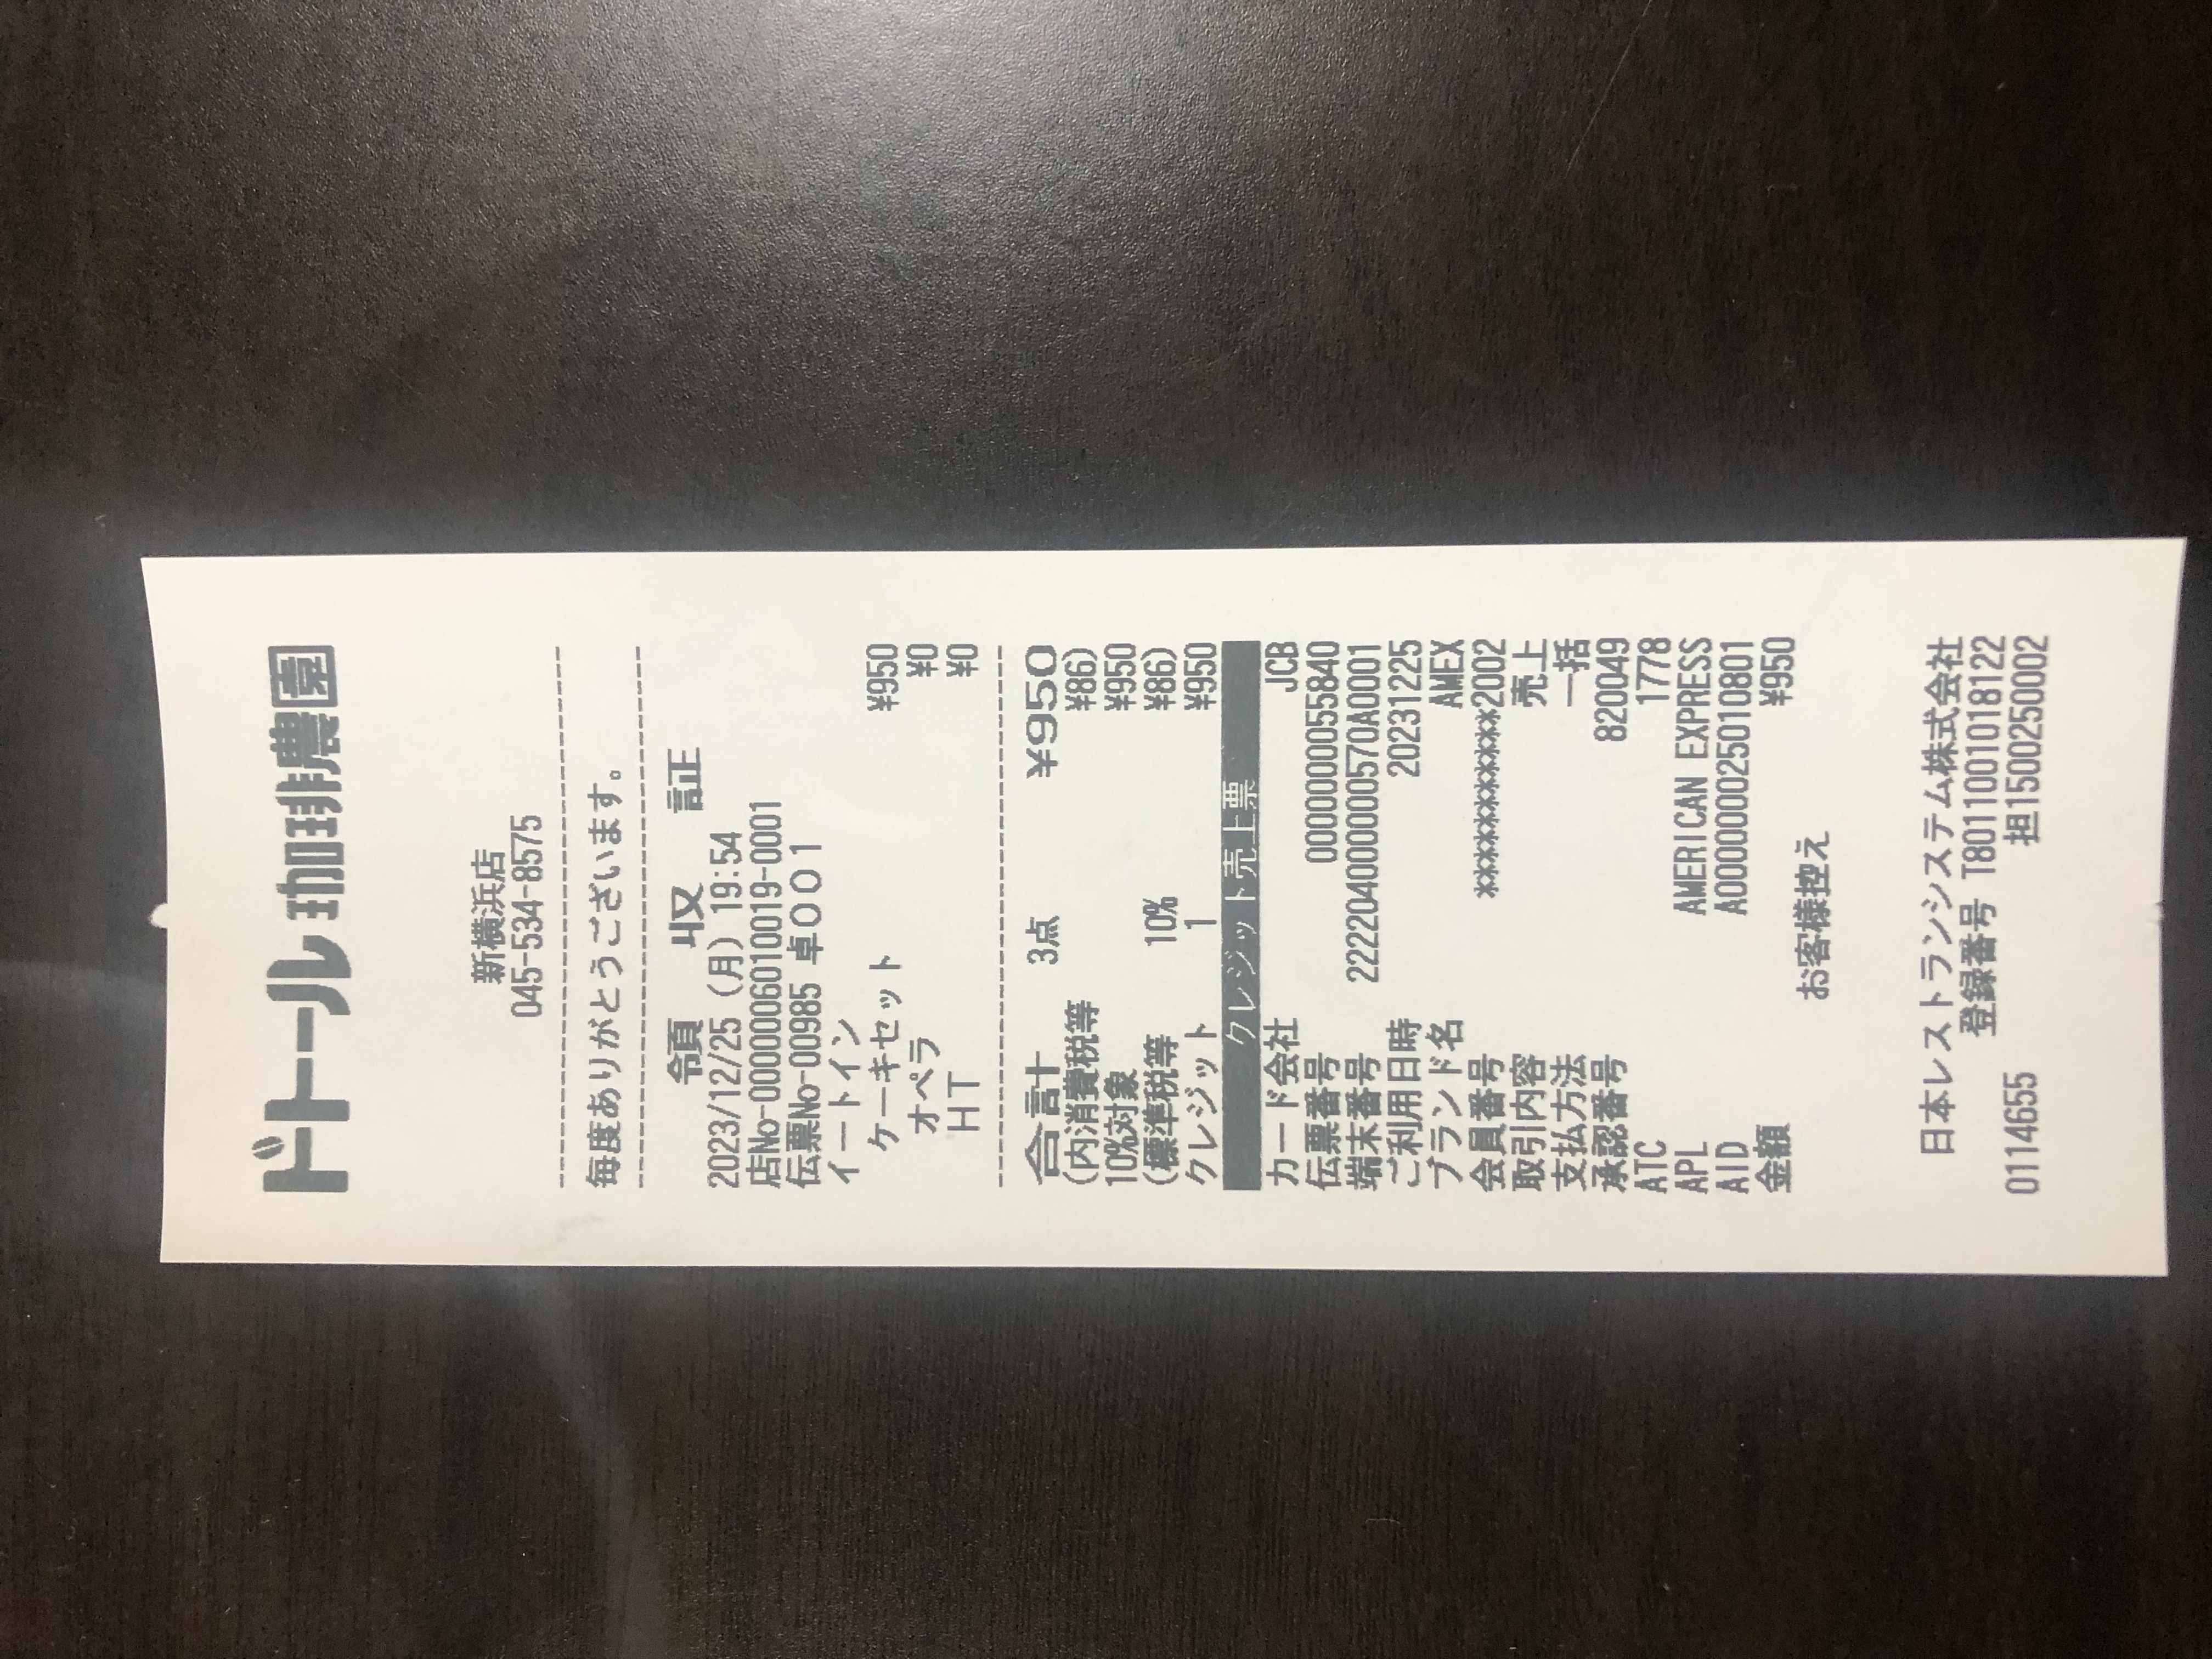 ドトール珈琲農園
新横浜店
045-534-8575
毎度ありがとうございます。
領 収 証
2023/12/25 (月) 19:54
店No-000000601​0019-0001
伝票No-00985 卓001
イートイン
ケーキセット ¥950
オペラ ¥0
HT ¥0
合計 3点 ¥950
(内消費税等 ¥86)
10%対象 ¥950
(標準税等 10% ¥86)
クレジット 1 ¥950
クレジット売上票
カード会社 JCB
伝票番号 0000000055840
端末番号 2222040000000570A0001
ご利用日時 20231225
ブランド名 AMEX
会員番号 ***********2002
取引内容 売上
支払方法 一括
承認番号 820049
ATC 1778
APL AMERICAN EXPRESS
AID A000000025010801
金額 ¥950
お客様控え
日本レストランシステム株式会社
登録番号 T8011001018122
01114655 担1500250002